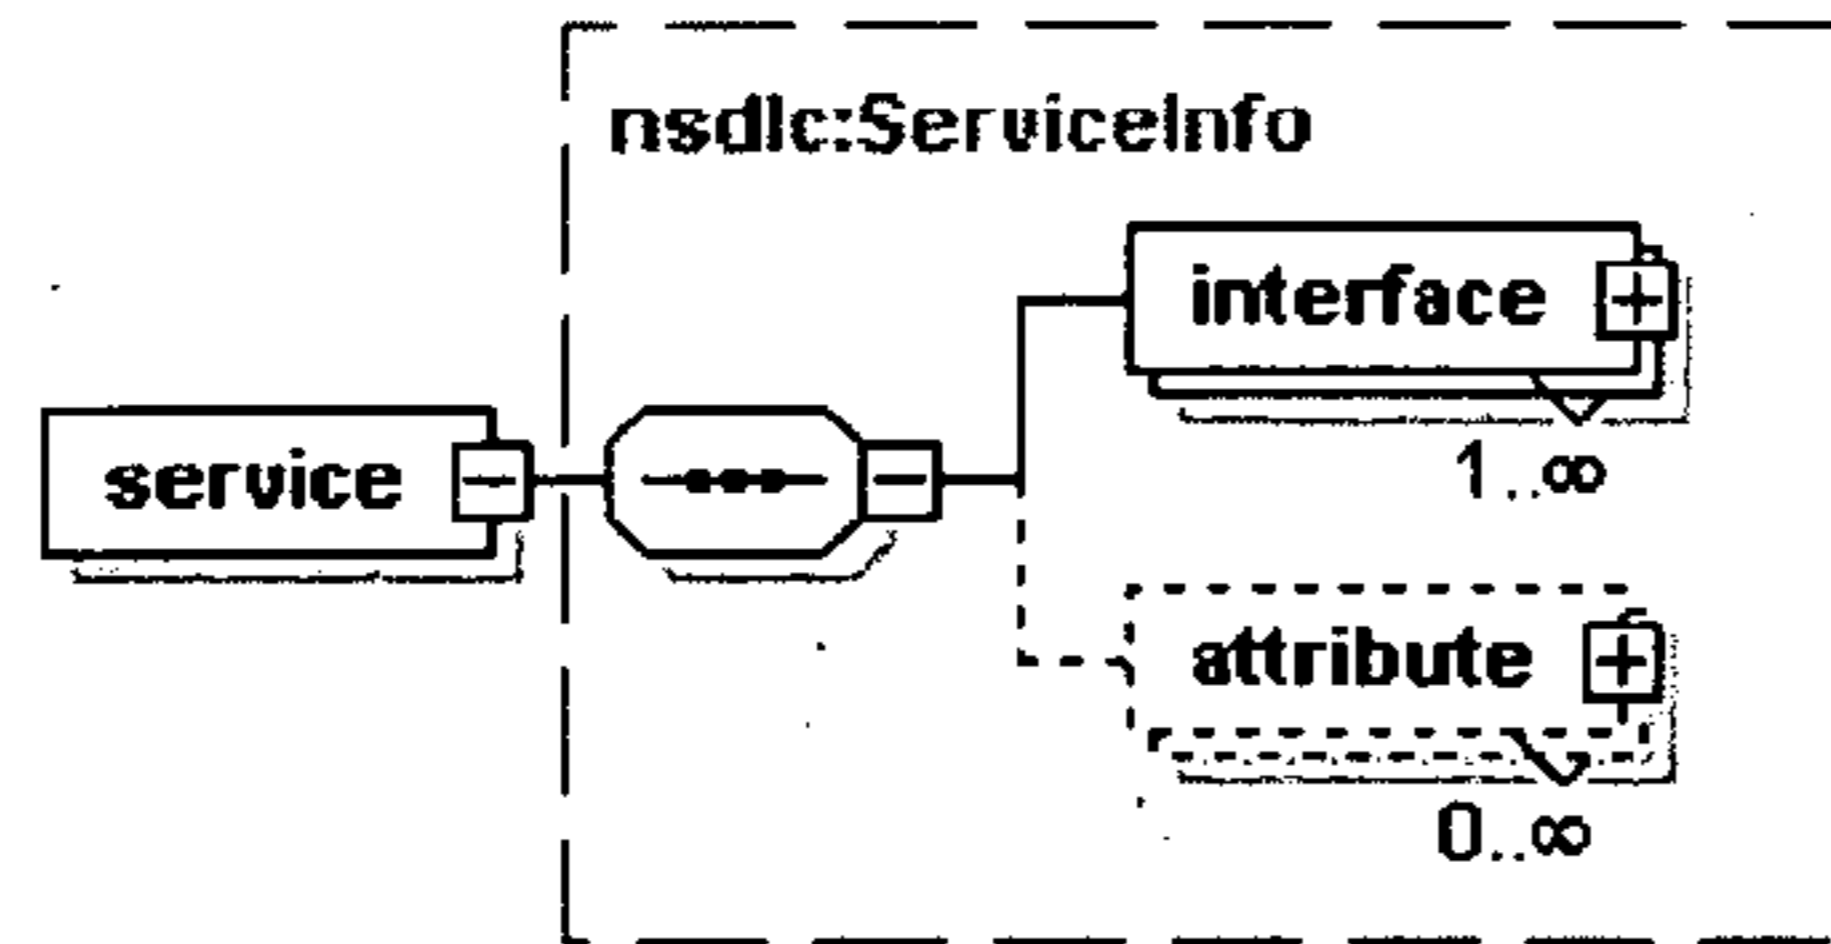 nsdlc:ServiceInfo
interface
1..∞
service
attribute
0..∞